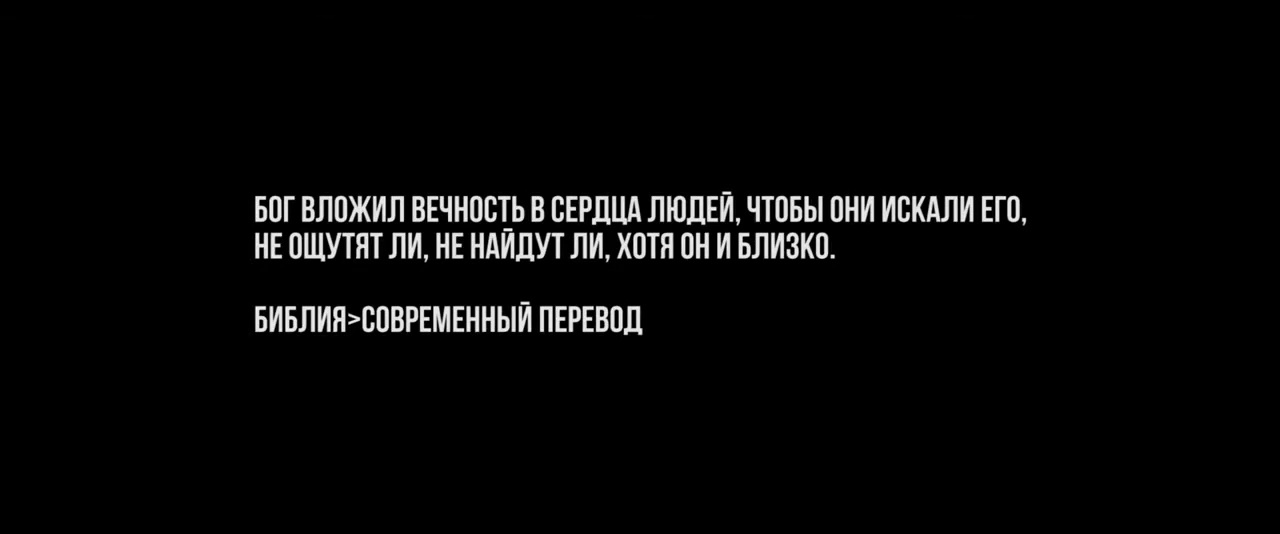 БОГ ВЛОЖИЛ ВЕЧНОСТЬ В СЕРДЦА ЛЮДЕЙ, ЧТОБЫ ОНИ ИСКАЛИ ЕГО,
НЕ ОЩУТЯТ ЛИ, НЕ НАЙДУТ ЛИ, ХОТЯ ОН И БЛИЗКО.
БИБЛИЯ>СОВРЕМЕННЫЙ ПЕРЕВОД